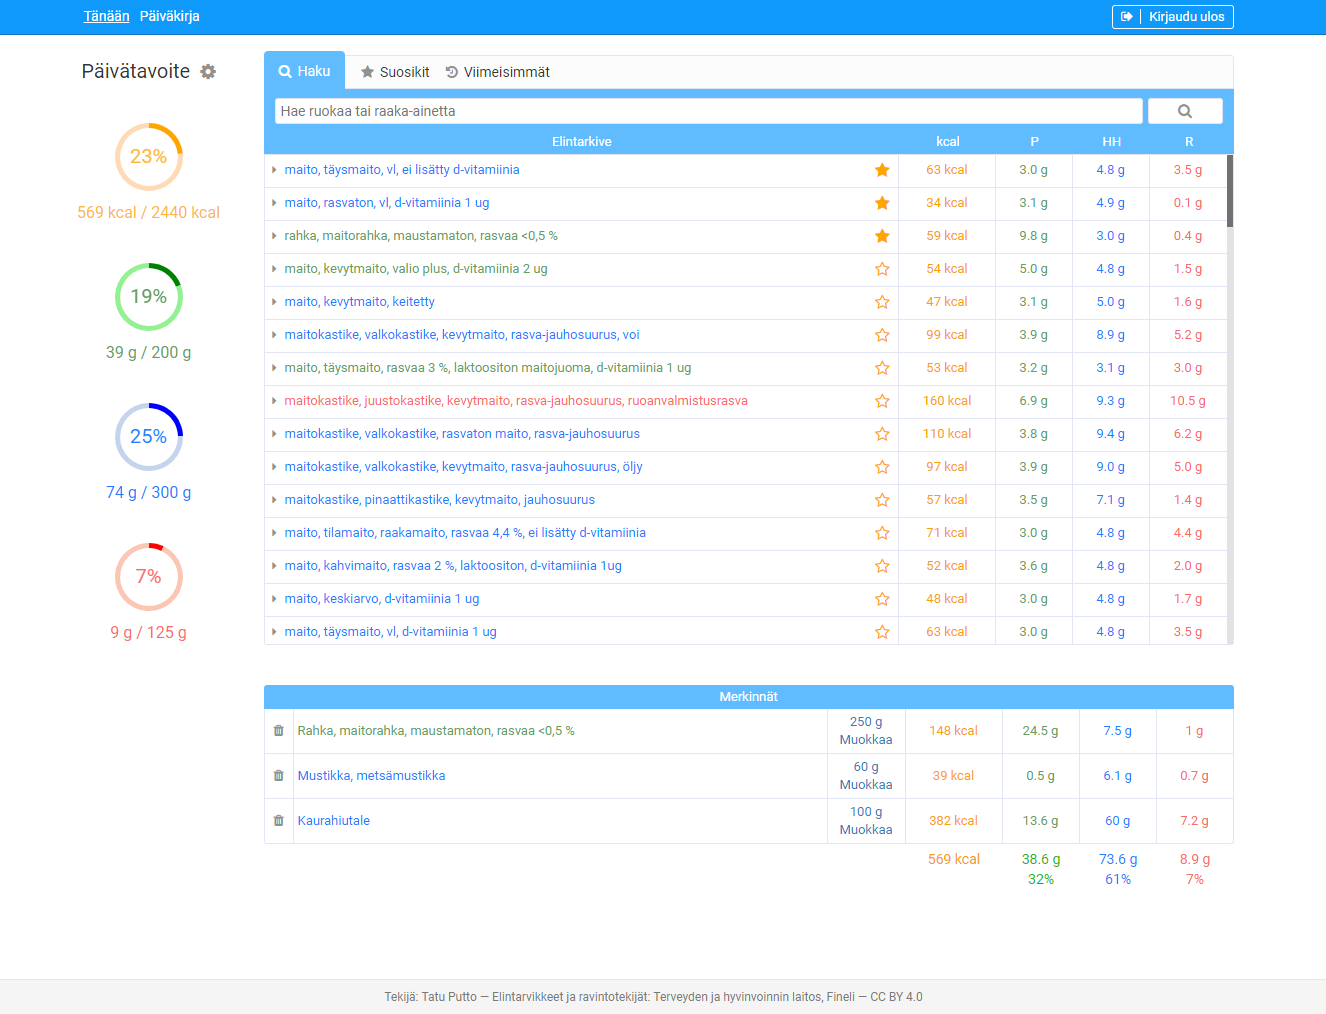 Tänään Päiväkirja Kirjaudu ulos
Päivätavoite
23%
569 kcal / 2440 kcal
19%
39 g / 200 g
25%
74 g / 300 g
7%
9 g / 125 g
Haku Suosikit Viimeisimmät
Hae ruokaa tai raaka-ainetta
Elintarkive kcal P HH R
maito, täysmaito, vl, ei lisätty d-vitamiinia 63 kcal 3.0 g 4.8 g 3.5 g
maito, rasvaton, vl, d-vitamiinia 1 ug 34 kcal 3.1 g 4.9 g 0.1 g
rahka, maitorahka, maustamaton, rasvaa <0,5 % 59 kcal 9.8 g 3.0 g 0.4 g
maito, kevytmaito, valio plus, d-vitamiinia 2 ug 54 kcal 5.0 g 4.8 g 1.5 g
maito, kevytmaito, keitetty 47 kcal 3.1 g 5.0 g 1.6 g
maitokastike, valkokastike, kevytmaito, rasva-jauhosuurus, voi 99 kcal 3.9 g 8.9 g 5.2 g
maito, täysmaito, rasvaa 3 %, laktoositon maitojuoma, d-vitamiinia 1 ug 53 kcal 3.2 g 3.1 g 3.0 g
maitokastike, juustokastike, kevytmaito, rasva-jauhosuurus, ruoanvalmistusrasva 160 kcal 6.9 g 9.3 g 10.5 g
maitokastike, valkokastike, rasvaton maito, rasva-jauhosuurus 110 kcal 3.8 g 9.4 g 6.2 g
maitokastike, valkokastike, kevytmaito, rasva-jauhosuurus, öljy 97 kcal 3.9 g 9.0 g 5.0 g
maitokastike, pinaattikastike, kevytmaito, jauhosuurus 57 kcal 3.5 g 7.1 g 1.4 g
maito, tilamaito, raakamaito, rasvaa 4,4 %, ei lisätty d-vitamiinia 71 kcal 3.0 g 4.8 g 4.4 g
maito, kahvimaito, rasvaa 2 %, laktoositon, d-vitamiinia 1ug 52 kcal 3.6 g 4.8 g 2.0 g
maito, keskiarvo, d-vitamiinia 1 ug 48 kcal 3.0 g 4.8 g 1.7 g
maito, täysmaito, vl, d-vitamiinia 1 ug 63 kcal 3.0 g 4.8 g 3.5 g
Merkinnät
Rahka, maitorahka, maustamaton, rasvaa <0,5 % 250 g 148 kcal 24.5 g 7.5 g 1 g
Muokkaa
Mustikka, metsämustikka 60 g 39 kcal 0.5 g 6.1 g 0.7 g
Muokkaa
Kaurahiutale 100 g 382 kcal 13.6 g 60 g 7.2 g
Muokkaa
569 kcal 38.6 g 73.6 g 8.9 g
32% 61% 7%
Tekijä: Tatu Putto — Elintarvikkeet ja ravintotekijät: Terveyden ja hyvinvoinnin laitos, Fineli — CC BY 4.0